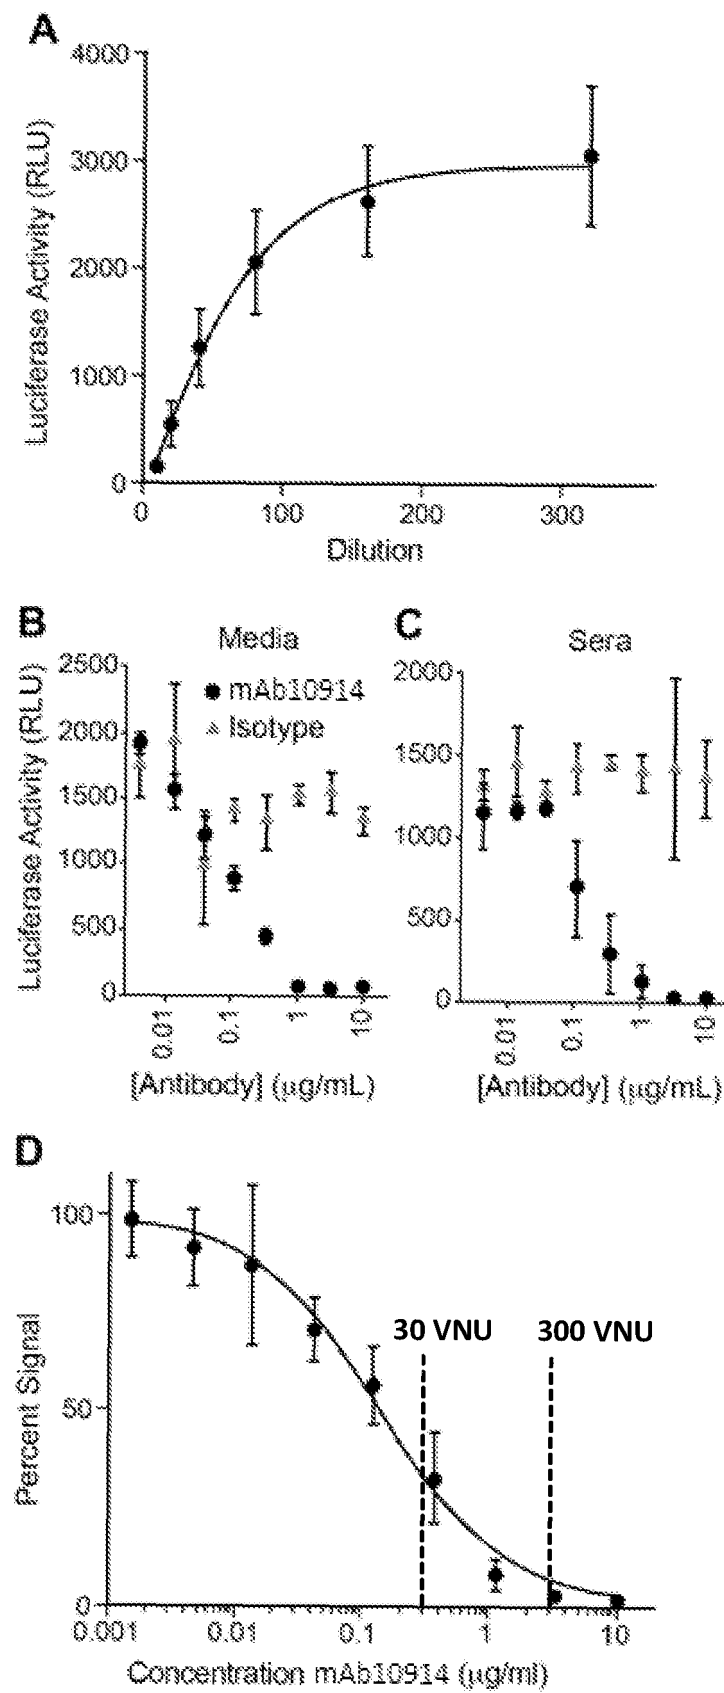 A
4000
3000
2000
1000
0
Luciferase Activity (RLU)
0 100 200 300
Dilution
B
Media
2500
2000
1500
1000
500
0
Luciferase Activity (RLU)
mAb10914
Isotype
0.01 0.1 1 10
[Antibody] (µg/mL)
C
Sera
2000
1500
1000
500
0
0.01 0.1 1 10
[Antibody] (µg/mL)
D
100
50
0
Percent Signal
30 VNU 300 VNU
0.001 0.01 0.1 1 10
Concentration mAb10914 (µg/ml)